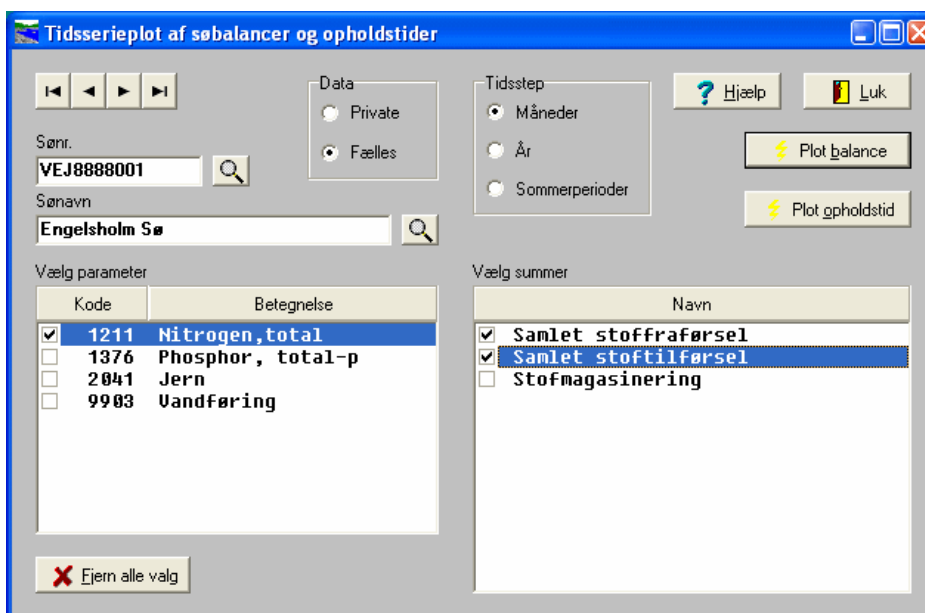 Tidsserieplot af søbalancer og opholdstider
Data
Private
Fælles
Tidsstep
Måneder
År
Sommerperioder
Hjælp
Luk
Plot balance
Plot opholdstid
Sønr.
VEJ8888001
Sønavn
Engelsholm Sø
Vælg parameter
Kode Betegnelse
1211 Nitrogen,total
1376 Phosphor, total-p
2041 Jern
9903 Vandføring
Vælg summer
Navn
Samlet stoffraførsel
Samlet stoftilførsel
Stofmagasinering
Fjern alle valg